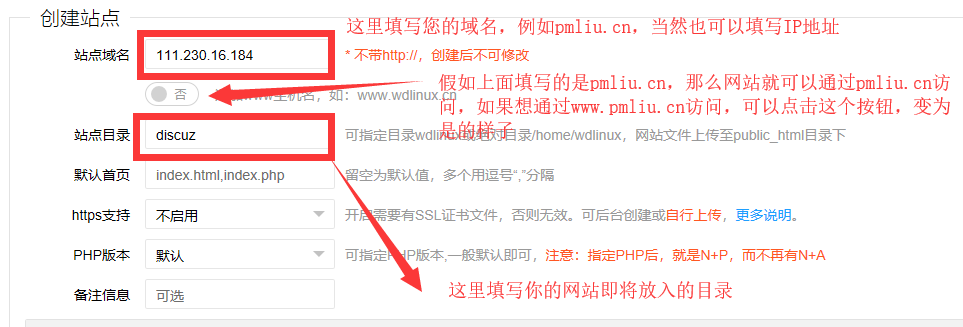 创建站点
这里填写您的域名，例如pmliu.cn，当然也可以填写IP地址
站点域名
111.230.16.184
* 不带http://，创建后不可修改
假如上面填写的是pmliu.cn，那么网站就可以通过pmliu.cn访
问，如果想通过www.pmliu.cn访问，可以点击这个按钮，变为
是的样子
否
主机名，如：www.wdlinux.cn
站点目录
discuz
可指定目录wdlinux或绝对目录/home/wdlinux，网站文件上传至public_html目录下
默认首页
index.html,index.php
留空为默认值，多个用逗号“,”分隔
https支持
不启用
开启需要有SSL证书文件，否则无效。可后台创建或自行上传，更多说明。
PHP版本
默认
可指定PHP版本,一般默认即可，注意：指定PHP后，就是N+P，而不再有N+A
备注信息
可选
这里填写你的网站即将放入的目录